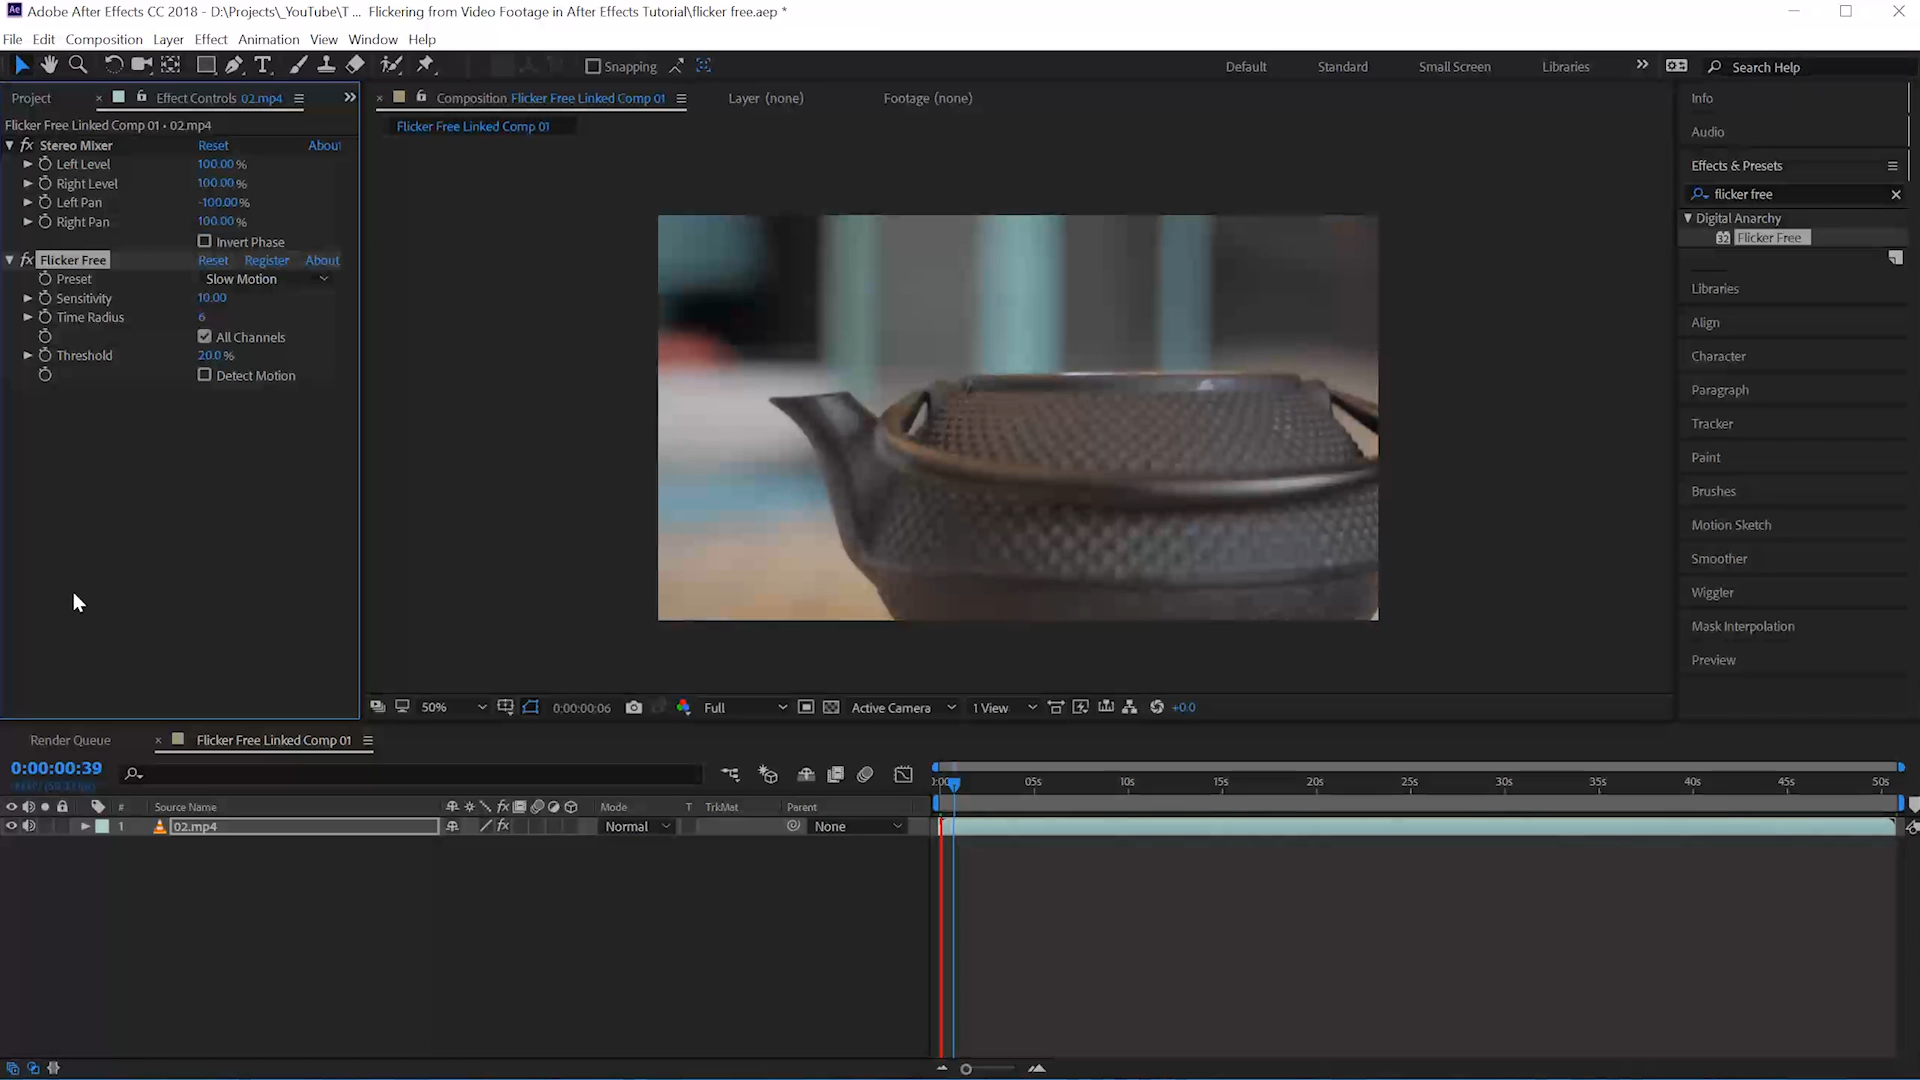 Adobe After Effects CC 2018 - D:\Projects\_YouTube\T ... Flickering from Video Footage in After Effects Tutorial\flicker free.aep *
File Edit Composition Layer Effect Animation View Window Help
Snapping Default Standard Small Screen Libraries Search Help
Project Effect Controls 02.mp4
Flicker Free Linked Comp 01 • 02.mp4
fx Stereo Mixer Reset About
Left Level 100.00 %
Right Level 100.00 %
Left Pan -100.00 %
Right Pan 100.00 %
Invert Phase
fx Flicker Free Reset Register About
Preset Slow Motion
Sensitivity 10.00
Time Radius 6
All Channels
Threshold 20.0 %
Detect Motion
Composition Flicker Free Linked Comp 01 Layer (none) Footage (none)
Flicker Free Linked Comp 01
50% 0:00:00:06 Full Active Camera 1 View +0.0
Info
Audio
Effects & Presets
flicker free
Digital Anarchy
32 Flicker Free
Libraries
Align
Character
Paragraph
Tracker
Paint
Brushes
Motion Sketch
Smoother
Wiggler
Mask Interpolation
Preview
Render Queue Flicker Free Linked Comp 01
0:00:00:39
05s 10s 15s 20s 25s 30s 35s 40s 45s 50s
# Source Name fx Mode T TrkMat Parent
1 02.mp4 fx Normal None